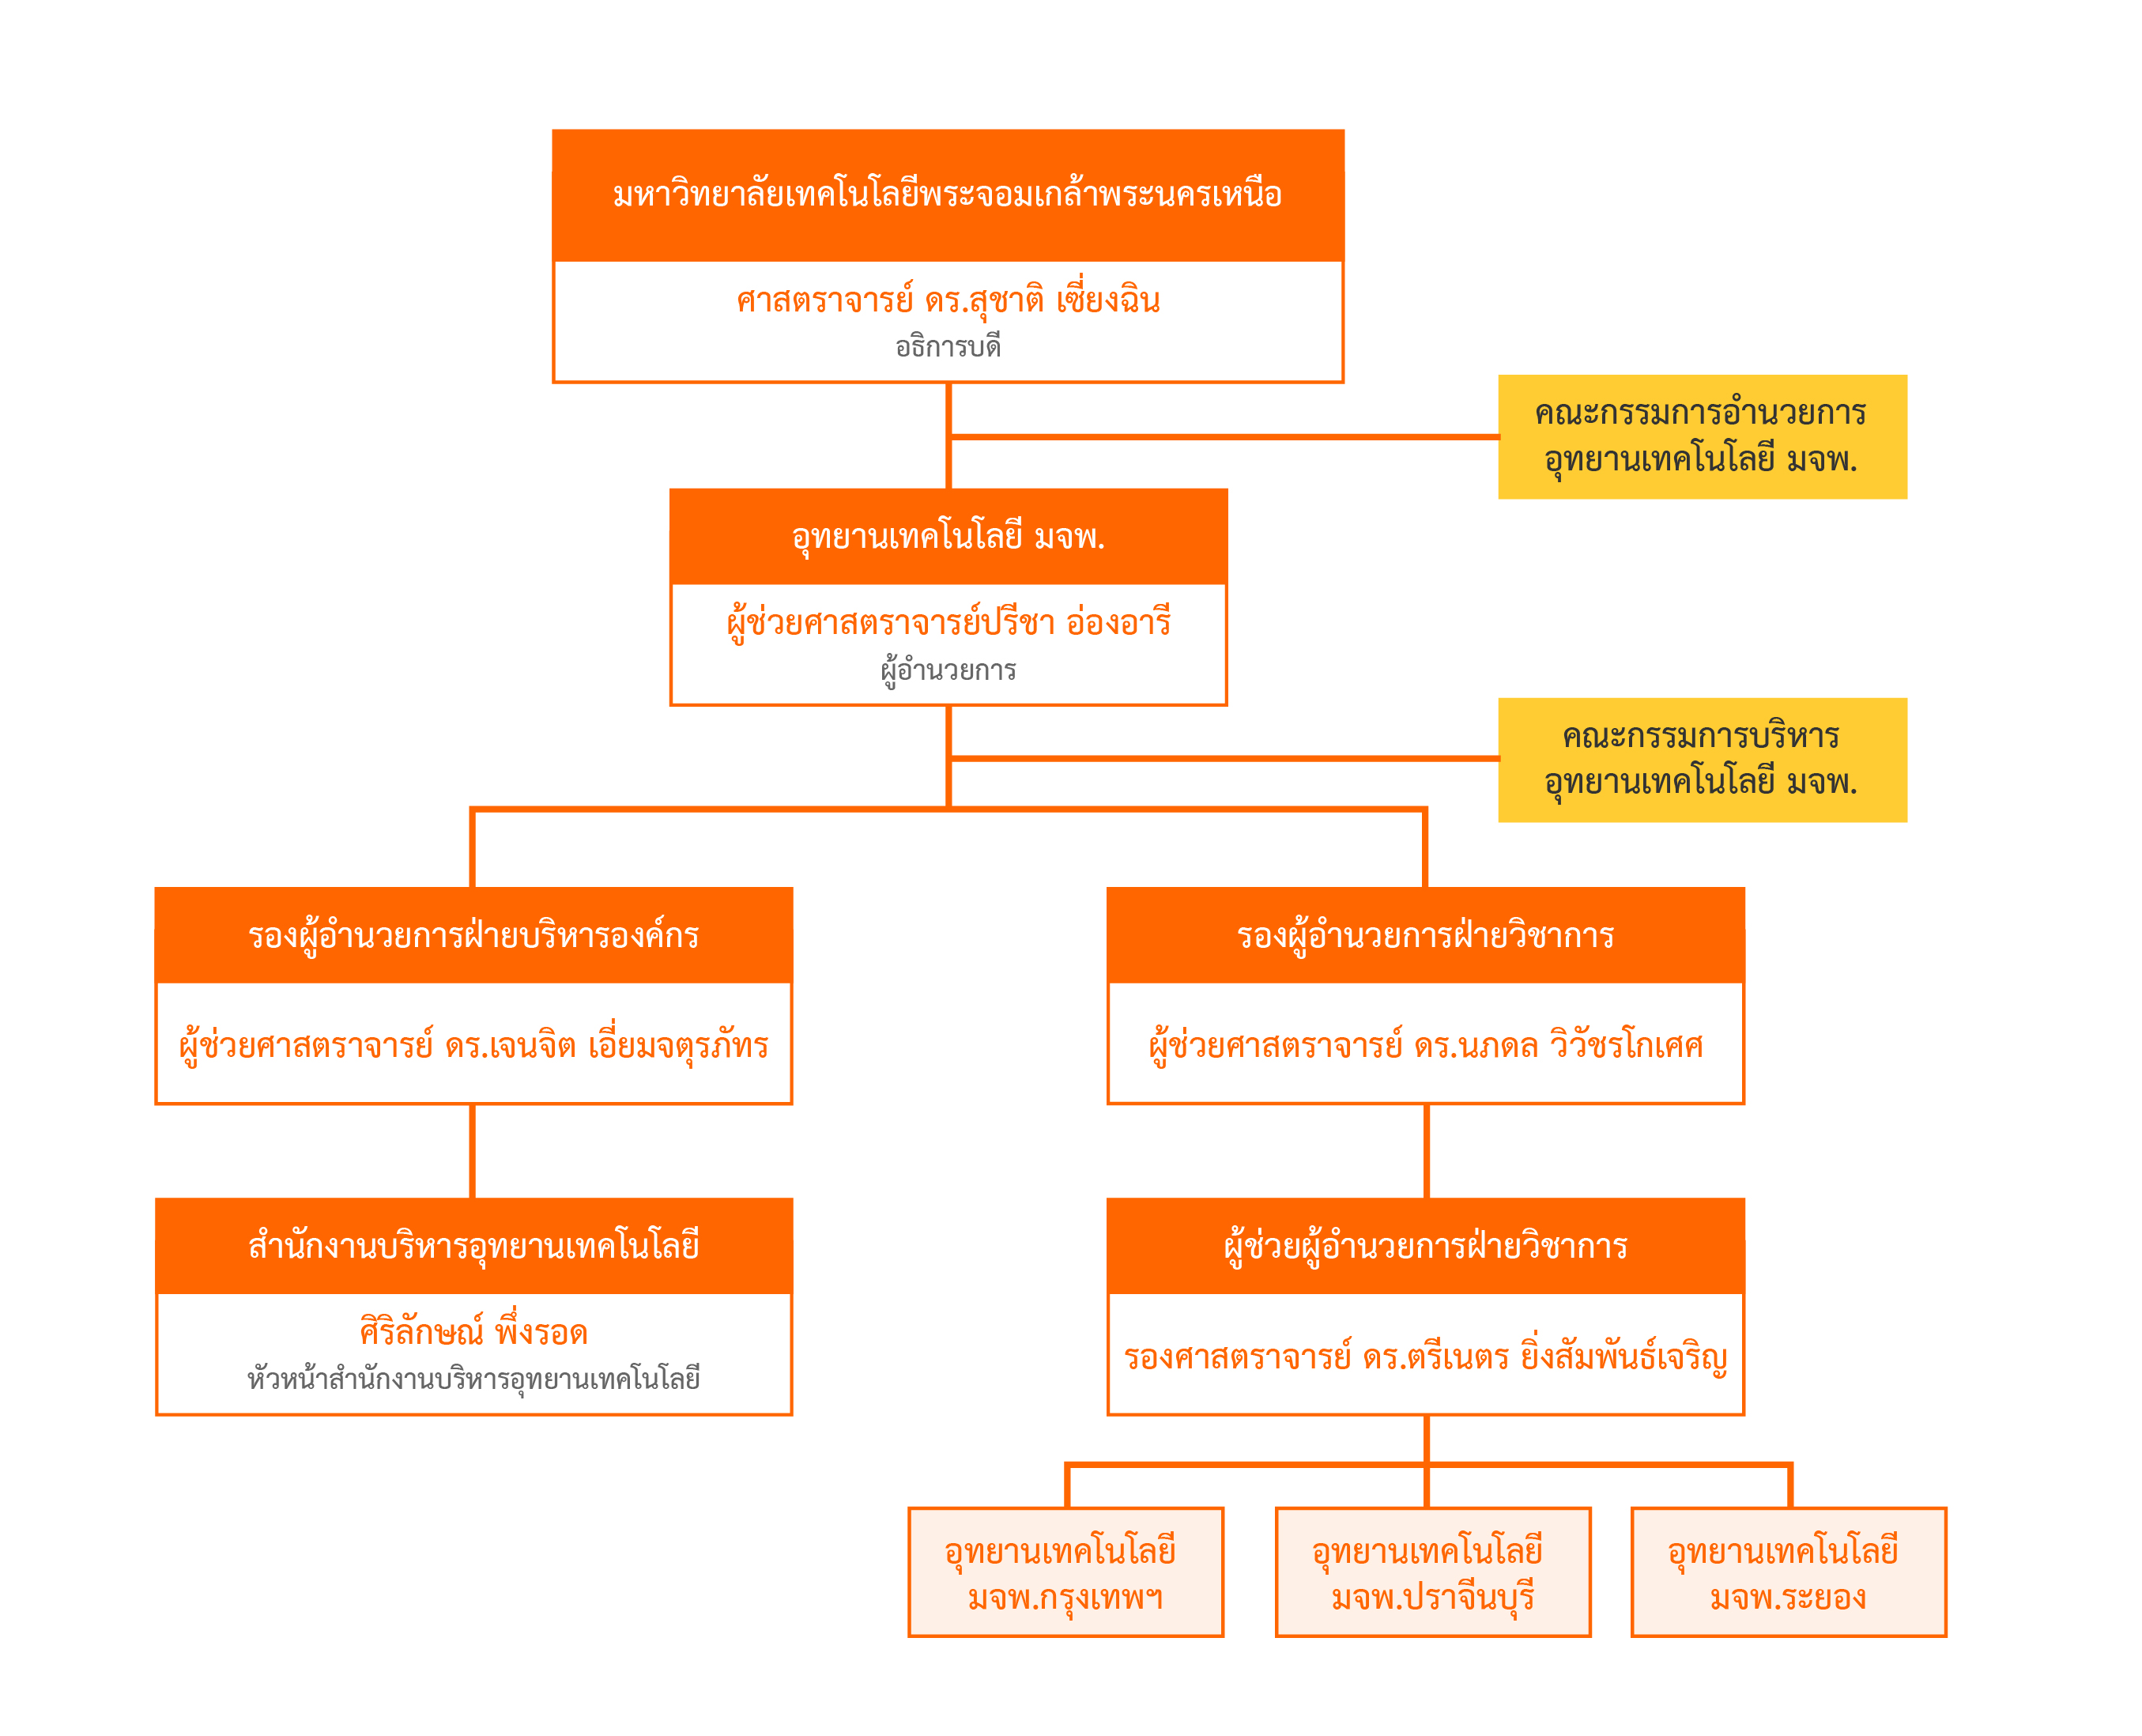 มหาวิทยาลัยเทคโนโลยีพระจอมเกล้าพระนครเหนือ
ศาสตราจารย์ ดร.สุชาติ เซี่ยงฉิน
อธิการบดี
คณะกรรมการอำนวยการ
อุทยานเทคโนโลยี มจพ.
อุทยานเทคโนโลยี มจพ.
ผู้ช่วยศาสตราจารย์ปรีชา อ่องอารี
ผู้อำนวยการ
คณะกรรมการบริหาร
อุทยานเทคโนโลยี มจพ.
รองผู้อำนวยการฝ่ายบริหารองค์กร
ผู้ช่วยศาสตราจารย์ ดร.เจนจิต เอี่ยมจตุรภัทร
รองผู้อำนวยการฝ่ายวิชาการ
ผู้ช่วยศาสตราจารย์ ดร.นภดล วิวัชรโกเศศ
สำนักงานบริหารอุทยานเทคโนโลยี
ศิริลักษณ์ พึ่งรอด
หัวหน้าสำนักงานบริหารอุทยานเทคโนโลยี
ผู้ช่วยผู้อำนวยการฝ่ายวิชาการ
รองศาสตราจารย์ ดร.ตรีเนตร ยิ่งสัมพันธ์เจริญ
อุทยานเทคโนโลยี
มจพ.กรุงเทพฯ
อุทยานเทคโนโลยี
มจพ.ปราจีนบุรี
อุทยานเทคโนโลยี
มจพ.ระยอง